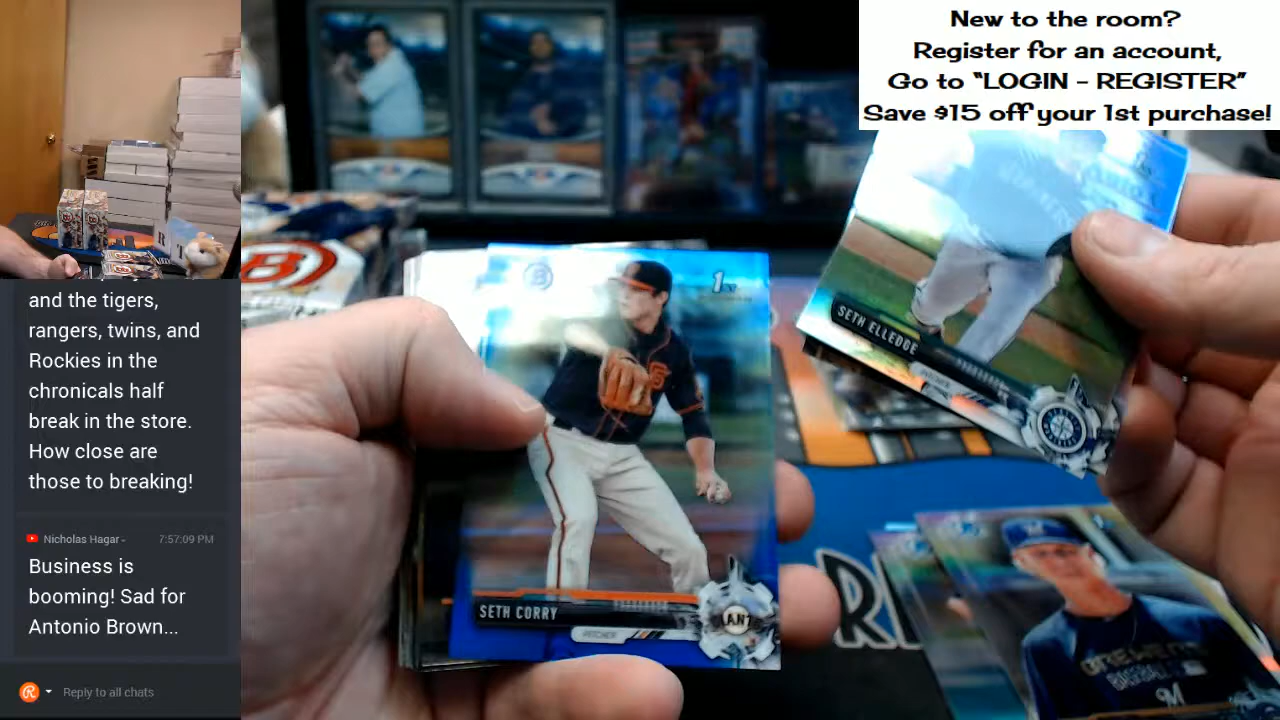 New to the room?
Register for an account,
Go to “LOGIN - REGISTER”
Save $15 off your 1st purchase!
and the tigers,
rangers, twins, and
Rockies in the
chronicals half
break in the store.
How close are
those to breaking!
Nicholas Hagar-
7:57:09 PM
Business is
booming! Sad for
Antonio Brown...
Reply to all chats
1ST
SETH CORRY
PITCHER
GIANTS
SETH ELLEDGE
PITCHER